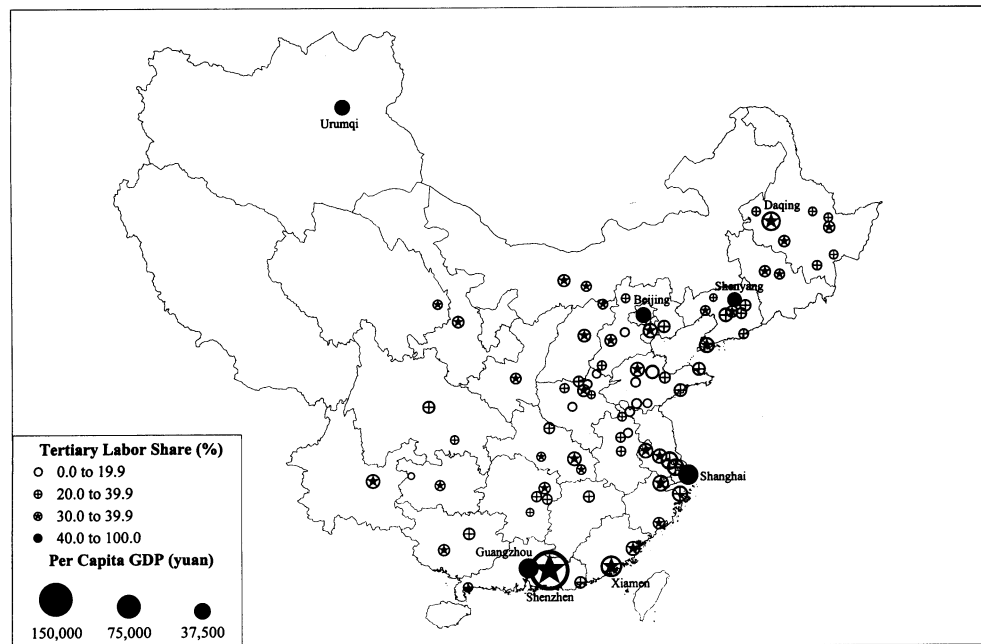 Urumqi
Daqing
Shenyang
Beijing
Shanghai
Guangzhou
Shenzhen
Xiamen
Tertiary Labor Share (%)
0.0 to 19.9
20.0 to 39.9
30.0 to 39.9
40.0 to 100.0
Per Capita GDP (yuan)
150,000 75,000 37,500